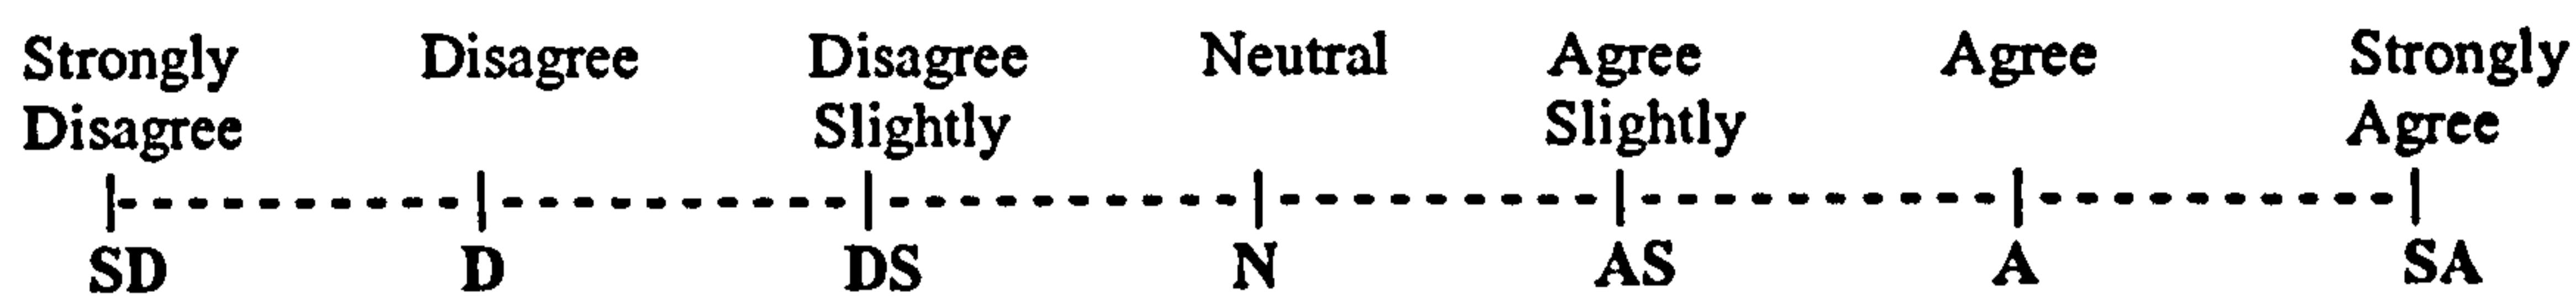 Strongly Disagree Disagree Neutral Agree Agree Strongly
Disagree Slightly Slightly Agree
|----------|----------|----------|---------|----------|----------|
SD D DS N AS A SA